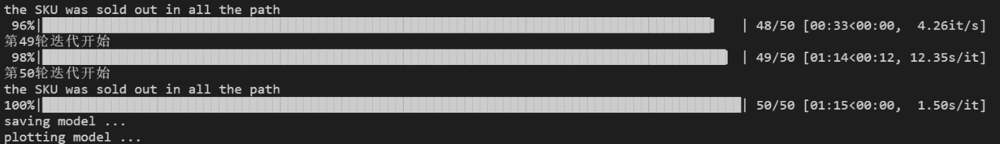 the SKU was sold out in all the path
96%| | 48/50 [00:33<00:00, 4.26it/s]
第49轮迭代开始
98%| | 49/50 [01:14<00:12, 12.35s/it]
第50轮迭代开始
the SKU was sold out in all the path
100%| | 50/50 [01:15<00:00, 1.50s/it]
saving model ...
plotting model ...